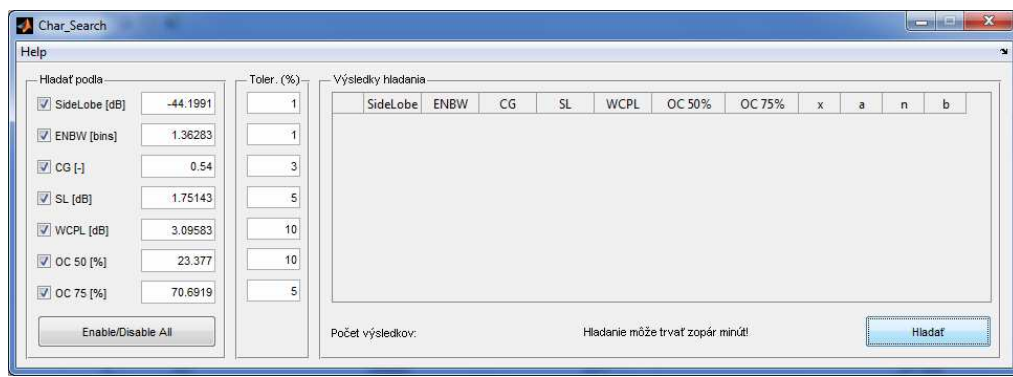 Char_Search
Help
Hladať podla
SideLobe [dB] -44.1991
ENBW [bins] 1.36283
CG [-] 0.54
SL [dB] 1.75143
WCPL [dB] 3.09583
OC 50 [%] 23.377
OC 75 [%] 70.6919
Enable/Disable All
Toler. (%)
1
1
3
5
10
10
5
Výsledky hladania
SideLobe ENBW CG SL WCPL OC 50% OC 75% x a n b
Počet výsledkov: Hladanie môže trvať zopár minút!
Hladať